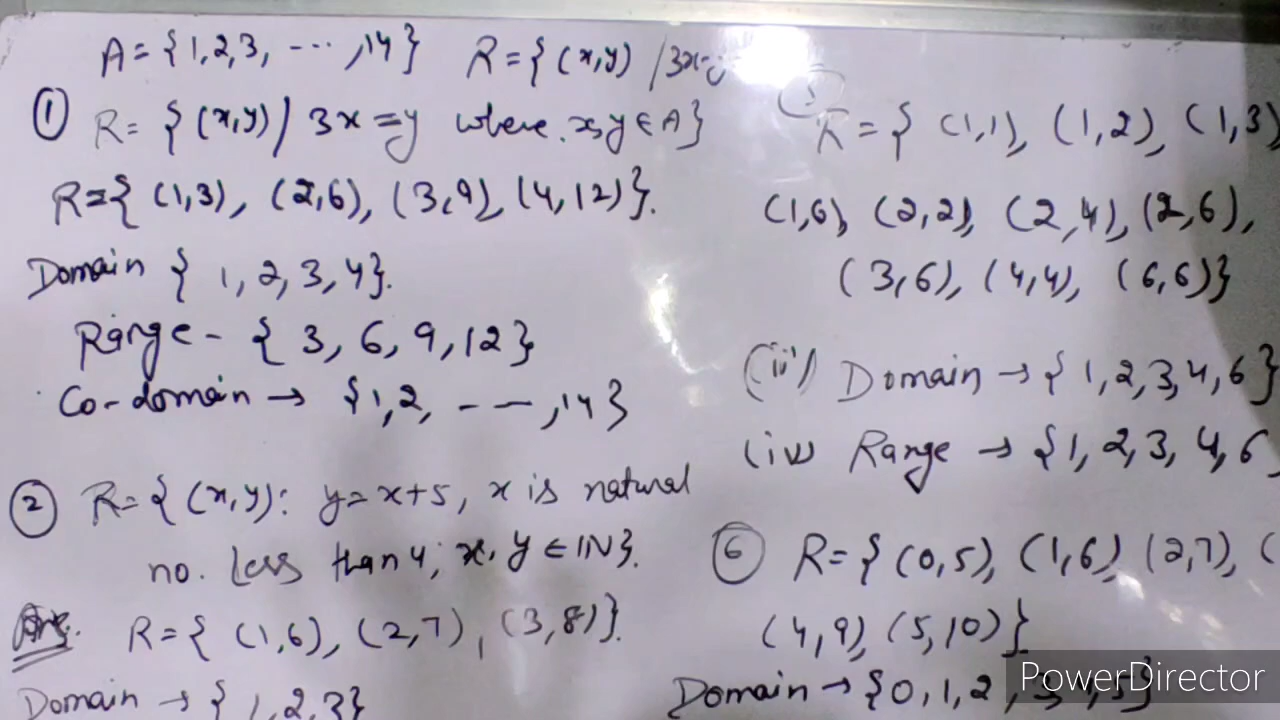 A = {1,2,3, ---- ,14} R = {(x,y) /3x-y
① R = {(x,y)/ 3x=y where x,y ∈ A}
R = { (1,3), (2,6), (3,9), (4,12)}.
Domain { 1,2,3,4}.
Range - { 3, 6, 9, 12}
Co-domain → {1,2, - - - ,14}
② R = {(x,y): y = x+5, x is natural
no. less than 4; x, y ∈ IN}.
Ans. R = { (1,6), (2,7), (3,8)}.
Domain → { 1,2,3}
R = { (1,1), (1,2), (1,3)
(1,6), (2,2), (2,4), (2,6),
(3,6), (4,4), (6,6)}
Domain → {1,2,3,4,6}
(iv) Range → {1,2,3,4,6
⑥ R = { (0,5), (1,6), (2,7), (
(4,9), (5,10)}
Domain → {0,1,2,3,4,5}
PowerDirector